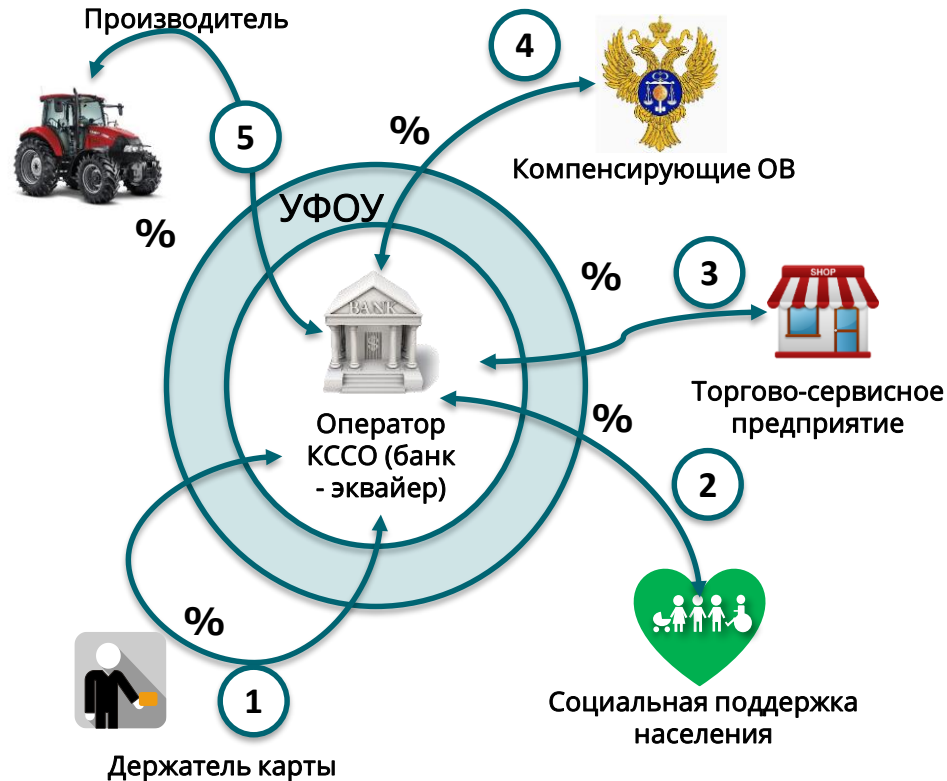 Производитель
4
5
%
Компенсирующие ОВ
УФОУ
%
%
3
SHOP
BANK
$
Торгово-сервисное
предприятие
Оператор
КССО (банк
- эквайер)
%
2
%
1
Социальная поддержка
населения
Держатель карты